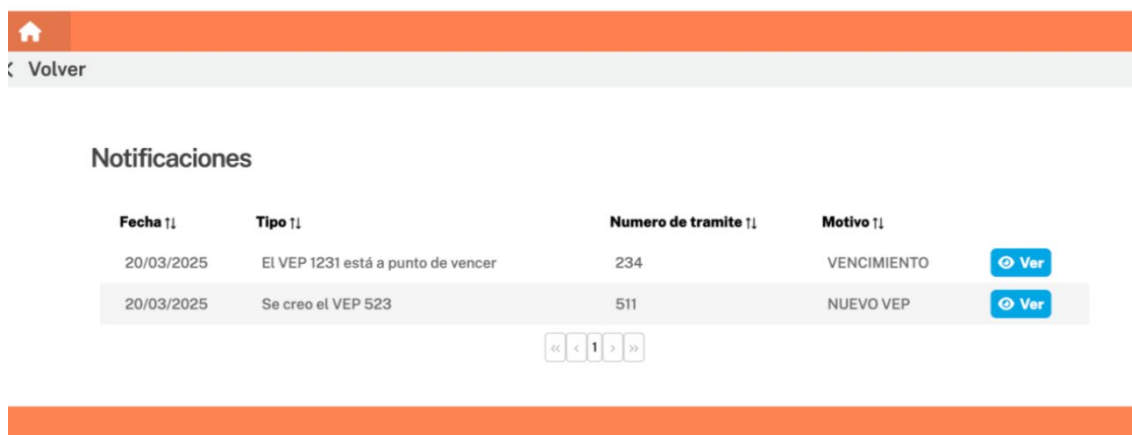 Volver
Notificaciones
Fecha ↑↓ Tipo ↑↓ Numero de tramite ↑↓ Motivo ↑↓
20/03/2025 El VEP 1231 está a punto de vencer 234 VENCIMIENTO Ver
20/03/2025 Se creo el VEP 523 511 NUEVO VEP Ver
« < 1 > »